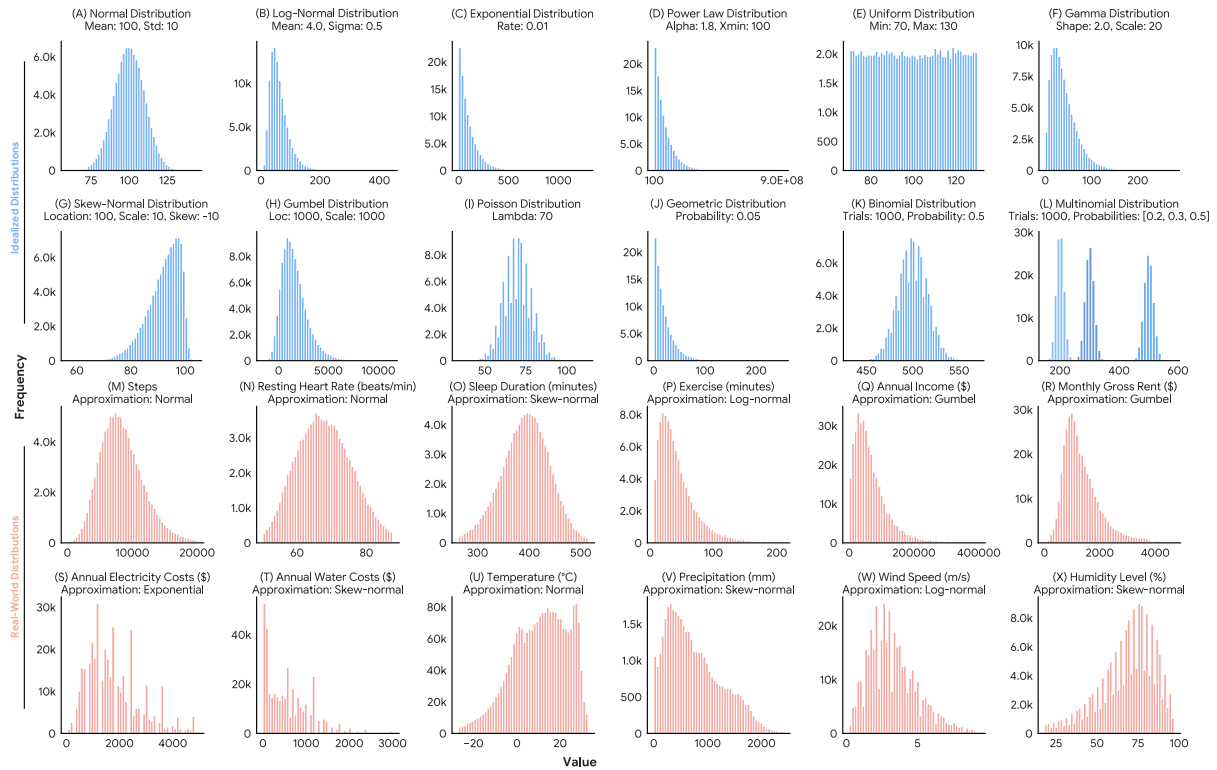 (A) Normal Distribution
Mean: 100, Std: 10
6.0k
4.0k
2.0k
0
75
100
125
(B) Log-Normal Distribution
Mean: 4.0, Sigma: 0.5
10k
5.0k
0
0
200
400
(C) Exponential Distribution
Rate: 0.01
20k
15k
10k
5.0k
0
0
500
1000
(D) Power Law Distribution
Alpha: 1.8, Xmin: 100
20k
15k
10k
5.0k
0
100
9.0E+08
(E) Uniform Distribution
Min: 70, Max: 130
2.0k
1.5k
1.0k
500
0
80
100
120
(F) Gamma Distribution
Shape: 2.0, Scale: 20
10k
7.5k
5.0k
2.5k
0
0
100
200
Idealized Distributions
(G) Skew-Normal Distribution
Location: 100, Scale: 10, Skew: -10
6.0k
4.0k
2.0k
0
60
80
100
(H) Gumbel Distribution
Loc: 1000, Scale: 1000
8.0k
6.0k
4.0k
2.0k
0
0
5000
10000
(I) Poisson Distribution
Lambda: 70
8.0k
6.0k
4.0k
2.0k
0
50
75
100
(J) Geometric Distribution
Probability: 0.05
20k
15k
10k
5.0k
0
0
100
200
(K) Binomial Distribution
Trials: 1000, Probability: 0.5
6.0k
4.0k
2.0k
0
450
500
550
(L) Multinomial Distribution
Trials: 1000, Probabilities: [0.2, 0.3, 0.5]
30k
20k
10k
0
200
400
600
Frequency
(M) Steps
Approximation: Normal
4.0k
2.0k
0
0
10000
20000
(N) Resting Heart Rate (beats/min)
Approximation: Normal
3.0k
2.0k
1.0k
0
60
80
(O) Sleep Duration (minutes)
Approximation: Skew-normal
4.0k
3.0k
2.0k
1.0k
0
300
400
500
(P) Exercise (minutes)
Approximation: Log-normal
8.0k
6.0k
4.0k
2.0k
0
0
100
200
(Q) Annual Income ($)
Approximation: Gumbel
30k
20k
10k
0
0
200000
400000
(R) Monthly Gross Rent ($)
Approximation: Gumbel
30k
20k
10k
0
0
2000
4000
Real-World Distributions
(S) Annual Electricity Costs ($)
Approximation: Exponential
30k
20k
10k
0
0
2000
4000
(T) Annual Water Costs ($)
Approximation: Skew-normal
40k
20k
0
0
1000
2000
3000
(U) Temperature (°C)
Approximation: Normal
80k
60k
40k
20k
0
−20
0
20
(V) Precipitation (mm)
Approximation: Skew-normal
1.5k
1.0k
500
0
0
1000
2000
(W) Wind Speed (m/s)
Approximation: Log-normal
20k
10k
0
0
5
(X) Humidity Level (%)
Approximation: Skew-normal
8.0k
6.0k
4.0k
2.0k
0
25
50
75
100
Value